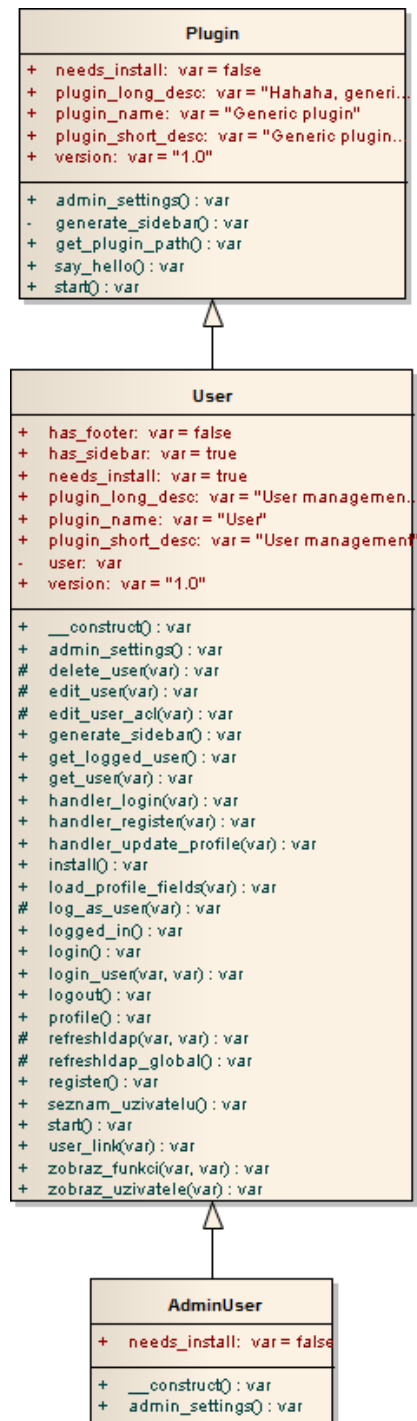 Plugin
+ needs_install: var = false
+ plugin_long_desc: var = "Hahaha, generi...
+ plugin_name: var = "Generic plugin"
+ plugin_short_desc: var = "Generic plugin...
+ version: var = "1.0"
+ admin_settings() : var
- generate_sidebar() : var
+ get_plugin_path() : var
+ say_hello() : var
+ start() : var
User
+ has_footer: var = false
+ has_sidebar: var = true
+ needs_install: var = true
+ plugin_long_desc: var = "User managemen...
+ plugin_name: var = "User"
+ plugin_short_desc: var = "User management"
- user: var
+ version: var = "1.0"
+ __construct() : var
+ admin_settings() : var
# delete_user(var) : var
# edit_user(var) : var
# edit_user_acl(var) : var
+ generate_sidebar() : var
+ get_logged_user() : var
+ get_user(var) : var
+ handler_login(var) : var
+ handler_register(var) : var
+ handler_update_profile(var) : var
+ install() : var
+ load_profile_fields(var) : var
# log_as_user(var) : var
+ logged_in() : var
+ login() : var
+ login_user(var, var) : var
+ logout() : var
+ profile() : var
# refreshldap(var, var) : var
# refreshldap_global() : var
+ register() : var
+ seznam_uzivatelu() : var
+ start() : var
+ user_link(var) : var
+ zobraz_funkci(var, var) : var
+ zobraz_uzivatele(var) : var
AdminUser
+ needs_install: var = false
+ __construct() : var
+ admin_settings() : var